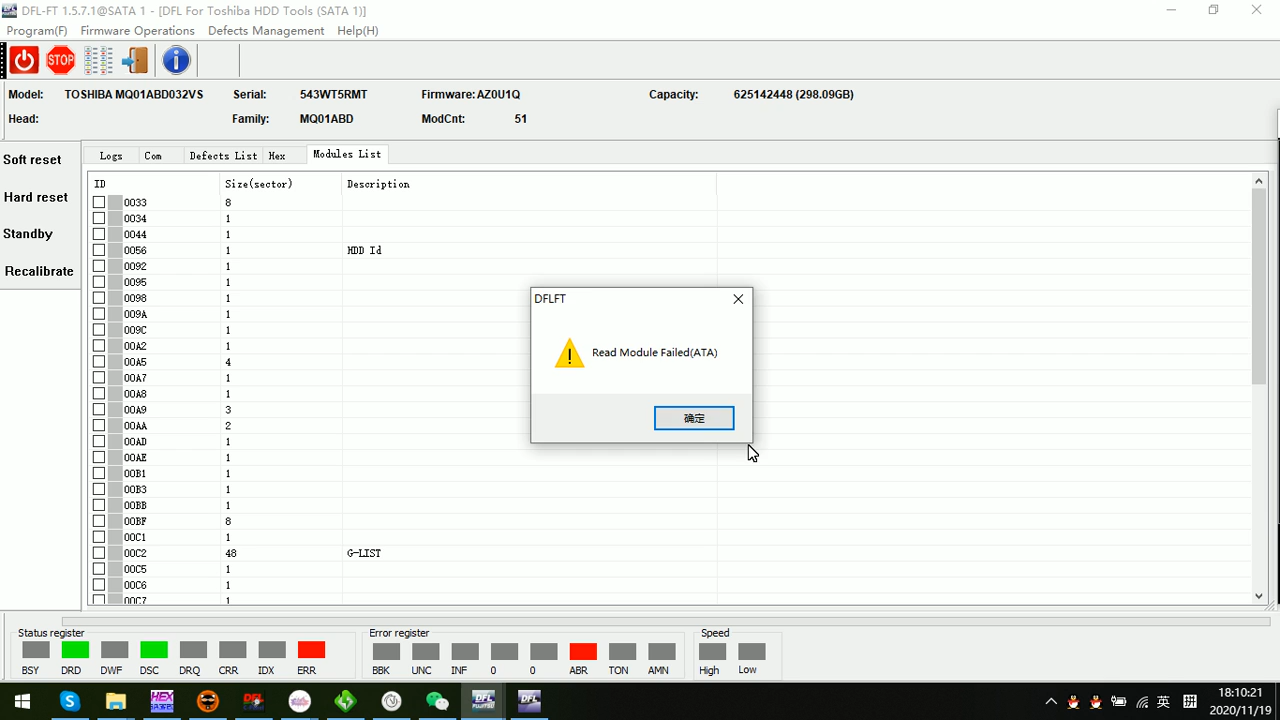 DFL-FT 1.5.7.1@SATA 1 - [DFL For Toshiba HDD Tools (SATA 1)]
Program(F) Firmware Operations Defects Management Help(H)
STOP
Model: TOSHIBA MQ01ABD032VS Serial: 543WT5RMT Firmware: AZ0U1Q Capacity: 625142448 (298.09GB)
Head: Family: MQ01ABD ModCnt: 51
Soft reset
Hard reset
Standby
Recalibrate
Logs Com Defects List Hex Modules List
ID Size(sector) Description
0033 8
0034 1
0044 1
0056 1 HDD Id
0092 1
0095 1
0098 1
009A 1
009C 1
00A2 1
00A5 4
00A7 1
00A8 1
00A9 3
00AA 2
00AD 1
00AE 1
00B1 1
00B3 1
00BB 1
00BF 8
00C1 1
00C2 48 G-LIST
00C5 1
00C6 1
00C7 1
DFLFT
Read Module Failed(ATA)
确定
Status register Error register Speed
BSY DRD DWF DSC DRQ CRR IDX ERR BBK UNC INF 0 0 ABR TON AMN High Low
英
18:10:21
2020/11/19